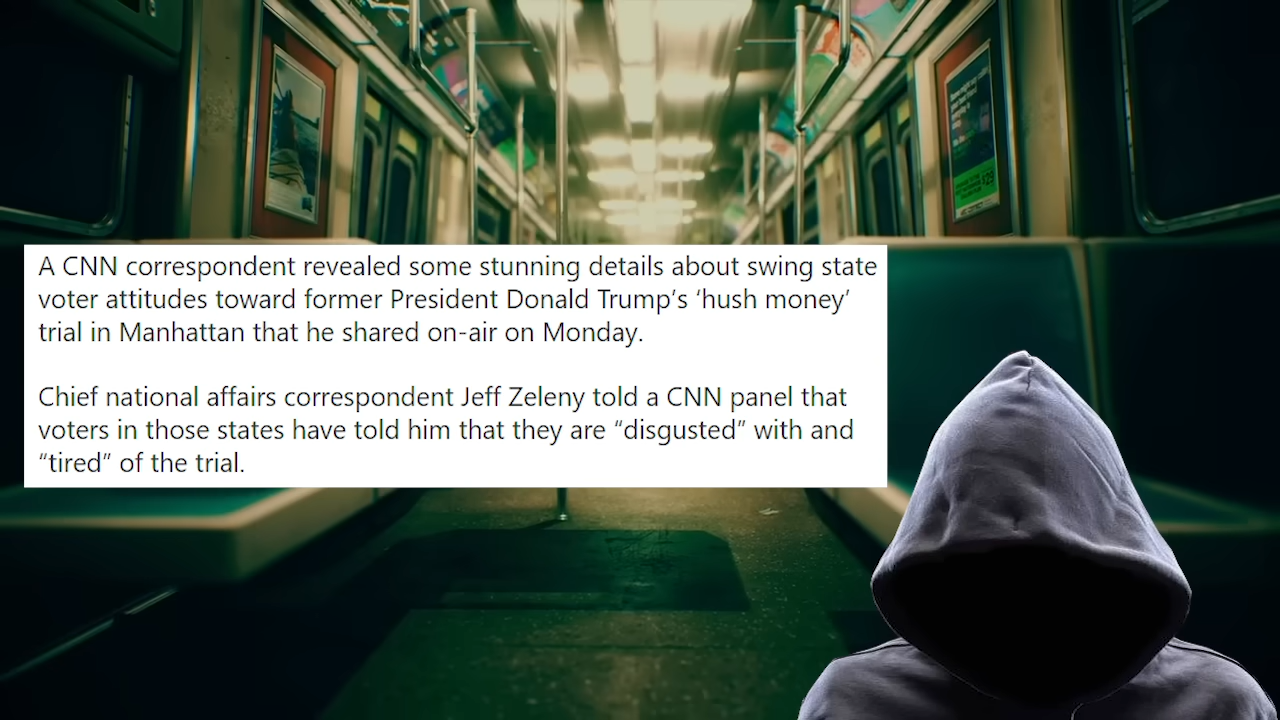 A CNN correspondent revealed some stunning details about swing state
voter attitudes toward former President Donald Trump’s ‘hush money’
trial in Manhattan that he shared on-air on Monday.
Chief national affairs correspondent Jeff Zeleny told a CNN panel that
voters in those states have told him that they are “disgusted” with and
“tired” of the trial.